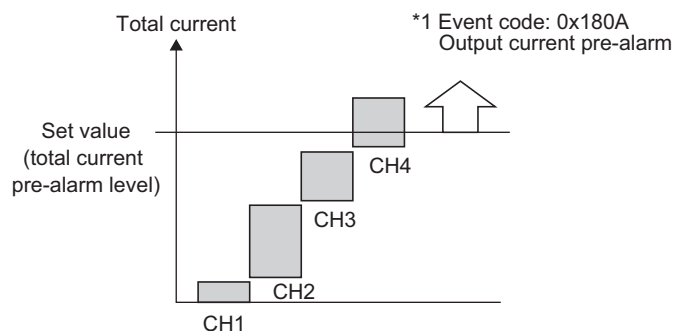 Total current
*1 Event code: 0x180A
Output current pre-alarm
Set value
(total current
pre-alarm level)
CH4
CH3
CH2
CH1